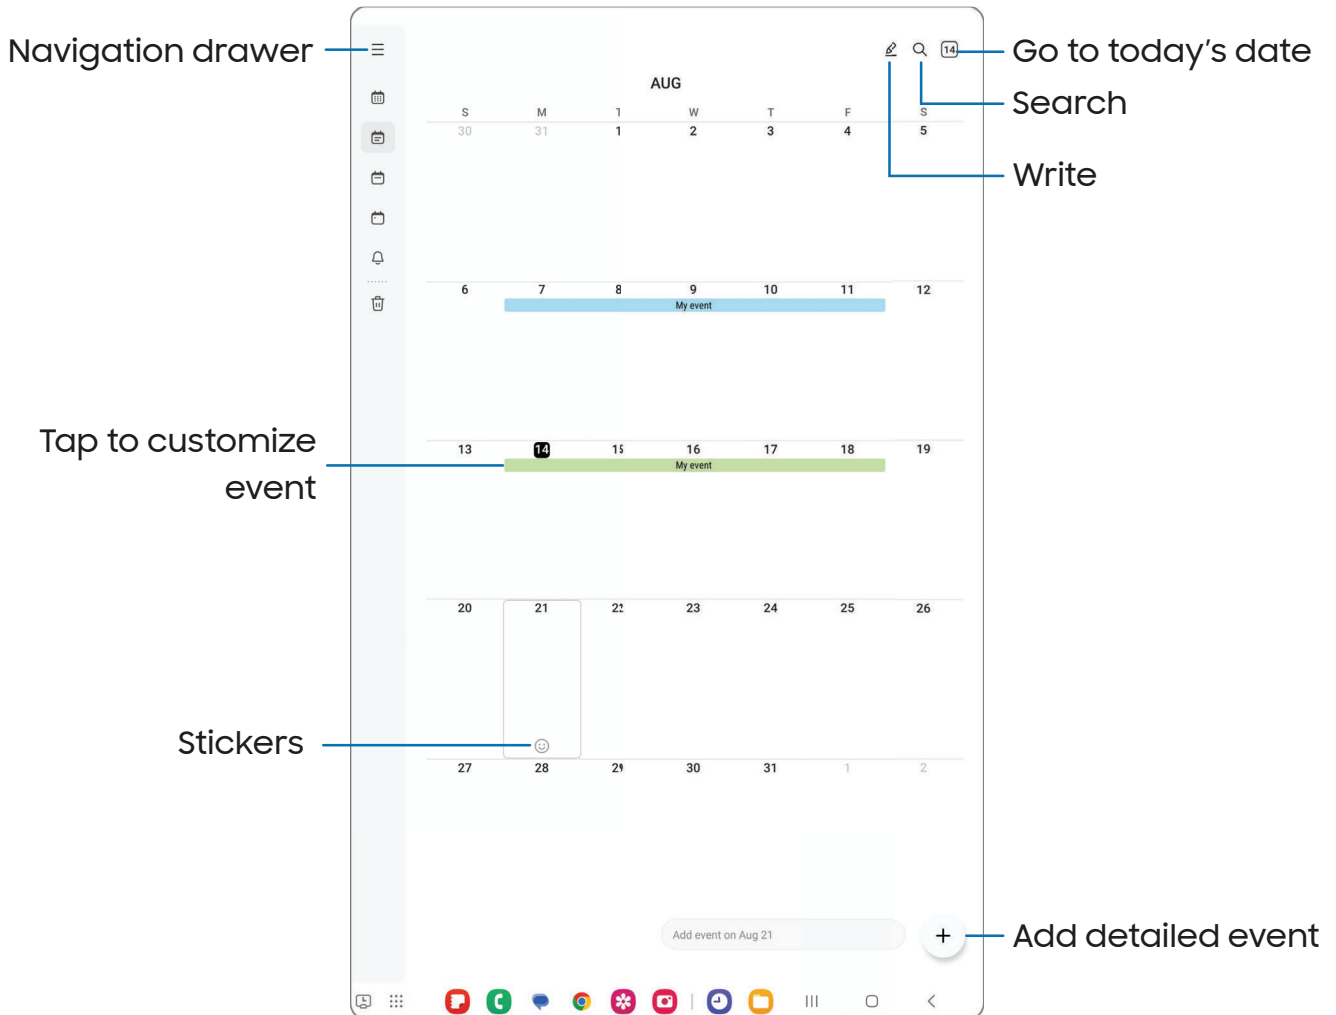 Navigation drawer
14
Go to today's date
AUG
Search
S M T W T F S
30 31 1 2 3 4 5
Write
6 7 8 9 10 11 12
My event
Tap to customize
event
13 14 15 16 17 18 19
My event
20 21 22 23 24 25 26
Stickers
27 28 29 30 31 1 2
Add event on Aug 21
+
Add detailed event